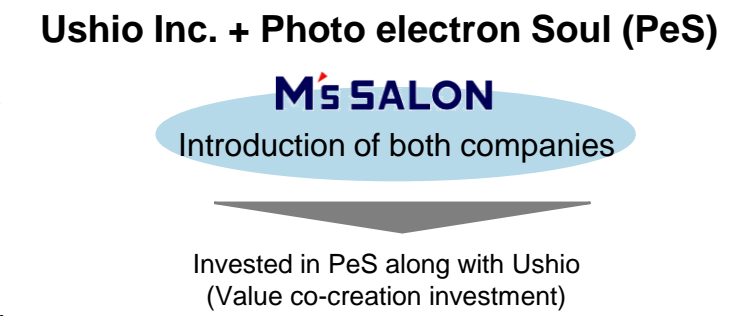 Ushio Inc. + Photo electron Soul (PeS)
M's SALON
Introduction of both companies
Invested in PeS along with Ushio
(Value co-creation investment)